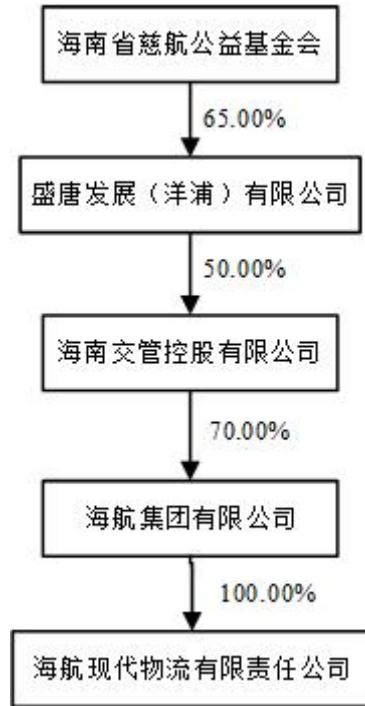 海南省慈航公益基金会
65.00%
盛唐发展（洋浦）有限公司
50.00%
海南交管控股有限公司
70.00%
海航集团有限公司
100.00%
海航现代物流有限责任公司